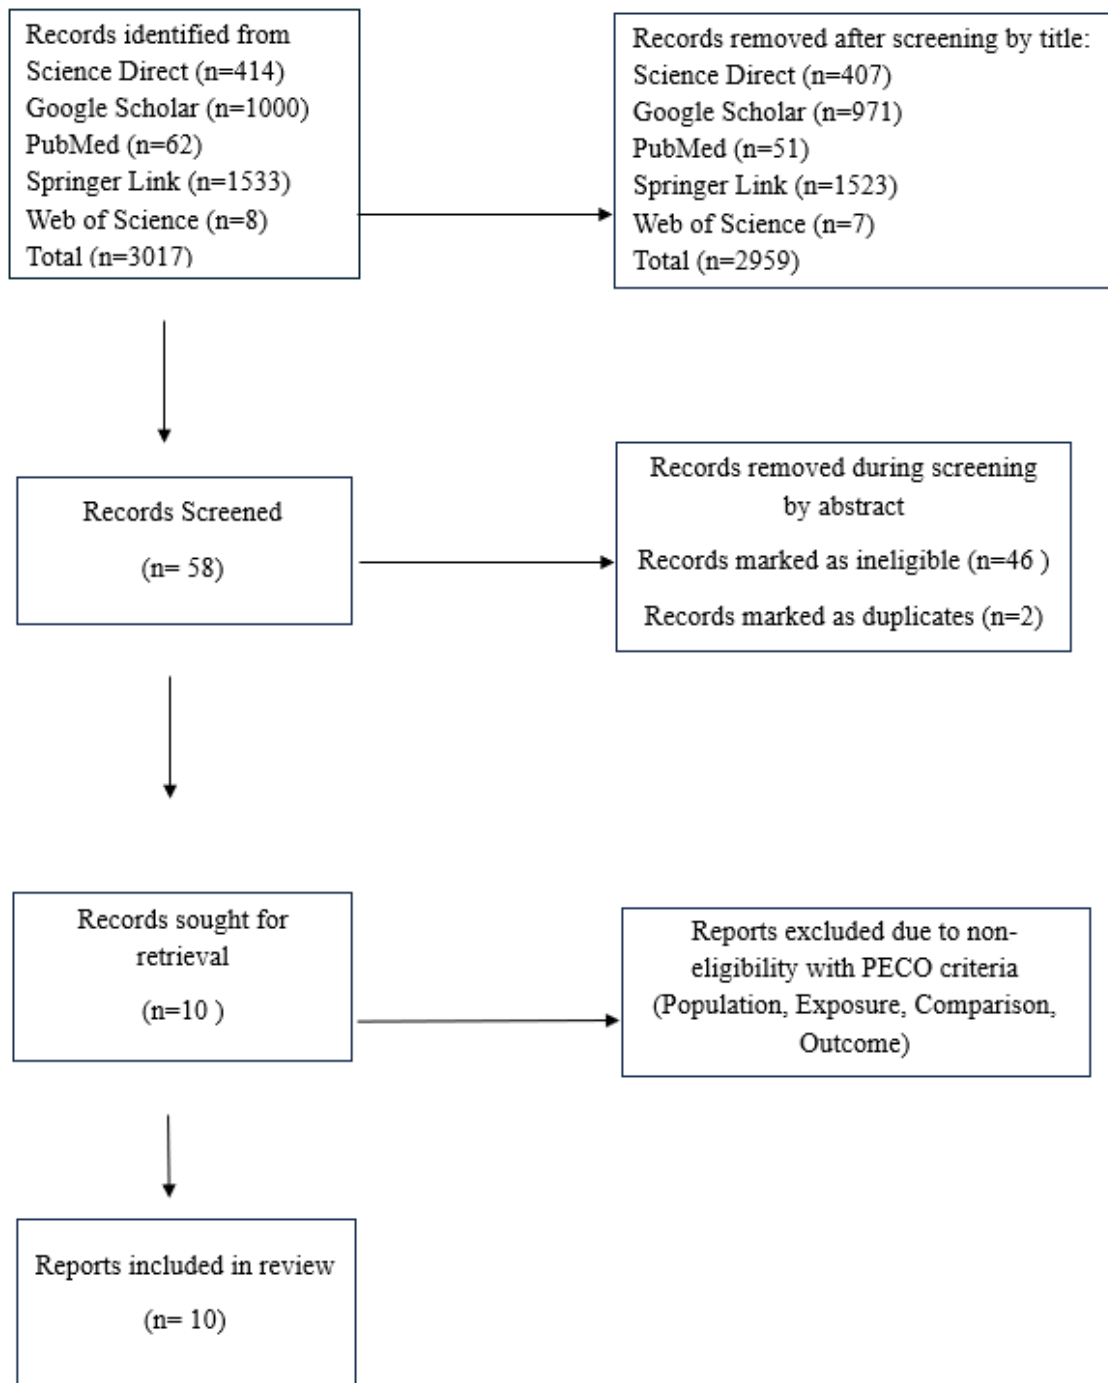 Records identified from
Science Direct (n=414)
Google Scholar (n=1000)
PubMed (n=62)
Springer Link (n=1533)
Web of Science (n=8)
Total (n=3017)
Records removed after screening by title:
Science Direct (n=407)
Google Scholar (n=971)
PubMed (n=51)
Springer Link (n=1523)
Web of Science (n=7)
Total (n=2959)
Records Screened
(n= 58)
Records removed during screening
by abstract
Records marked as ineligible (n=46 )
Records marked as duplicates (n=2)
Records sought for
retrieval
(n=10 )
Reports excluded due to non-
eligibility with PECO criteria
(Population, Exposure, Comparison,
Outcome)
Reports included in review
(n= 10)